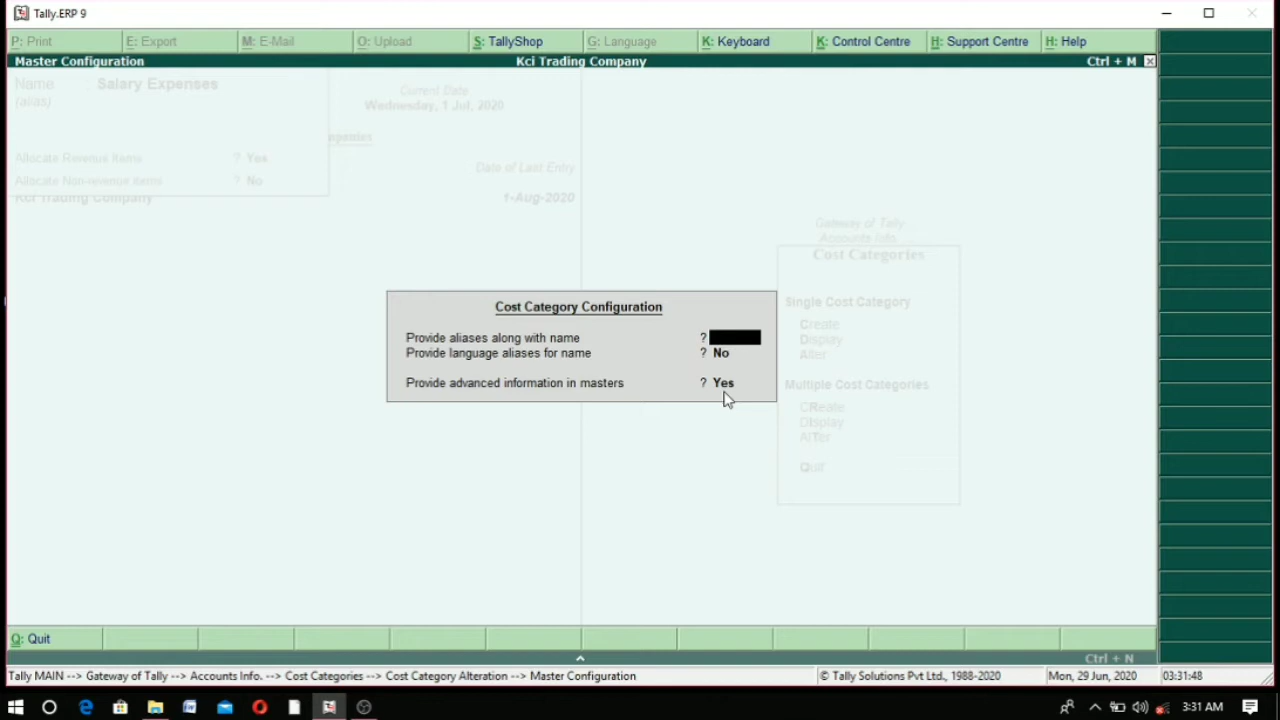 Tally.ERP 9
P: Print E: Export M: E-Mail O: Upload S: TallyShop G: Language K: Keyboard K: Control Centre H: Support Centre H: Help
Master Configuration Kci Trading Company Ctrl + M
Name Salary Expenses
(alias)
Current Date
Wednesday, 1 Jul, 2020
Allocate Revenue Items ? Yes
Date of Last Entry
Allocate Non-revenue Items ? No
Kci Trading Company 1-Aug-2020
Gateway of Tally
Accounts Info.
Cost Categories
Single Cost Category
Create
Display
Alter
Multiple Cost Categories
CReate
DIsplay
AlTer
Quit
Cost Category Configuration
Provide aliases along with name ?
Provide language aliases for name ? No
Provide advanced information in masters ? Yes
Q: Quit
Ctrl + N
Tally MAIN --> Gateway of Tally --> Accounts Info. --> Cost Categories --> Cost Category Alteration --> Master Configuration © Tally Solutions Pvt Ltd., 1988-2020 Mon, 29 Jun, 2020 03:31:48
3:31 AM